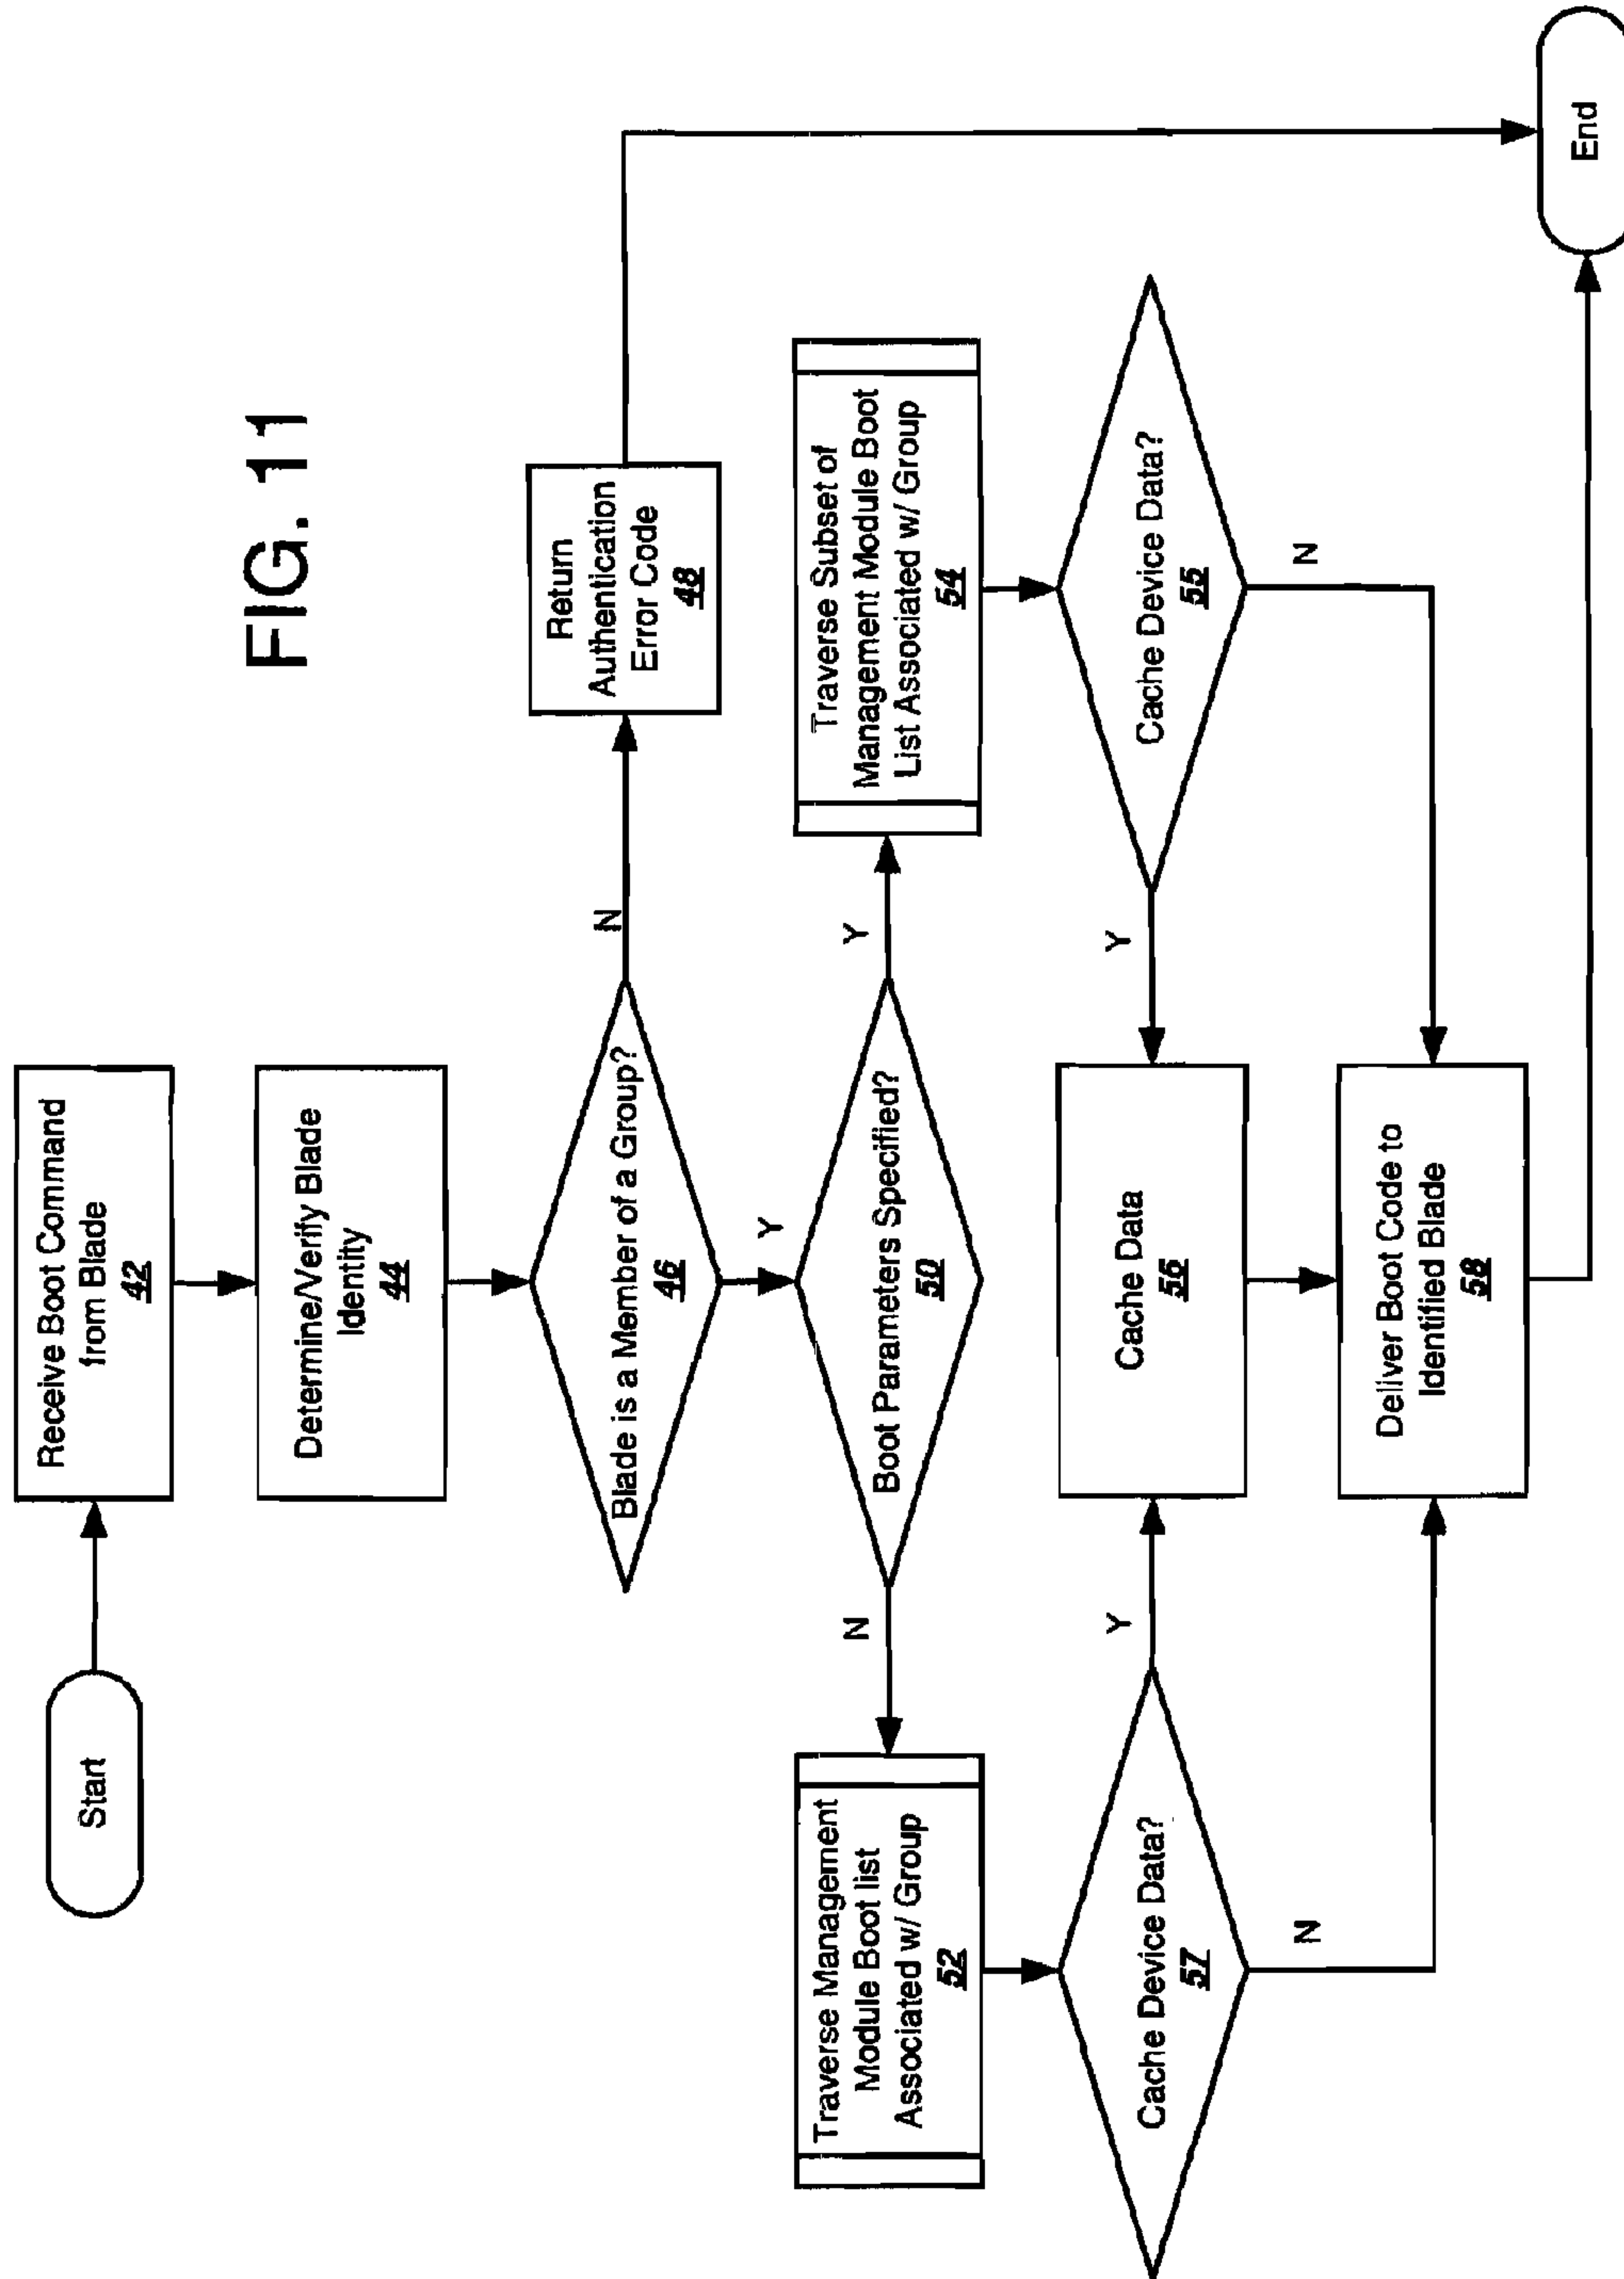 FIG. 11
Start
Receive Boot Command
from Blade
42
Determine/Verify Blade
Identity
44
Blade is a Member of a Group?
46
N
Return
Authentication
Error Code
48
Y
Boot Parameters Specified?
50
N
Y
Traverse Management
Module Boot list
Associated w/ Group
52
Traverse Subset of
Management Module Boot
List Associated w/ Group
54
Cache Device Data?
57
Y
N
Cache Data
56
Y
Cache Device Data?
55
N
Deliver Boot Code to
Identified Blade
58
End